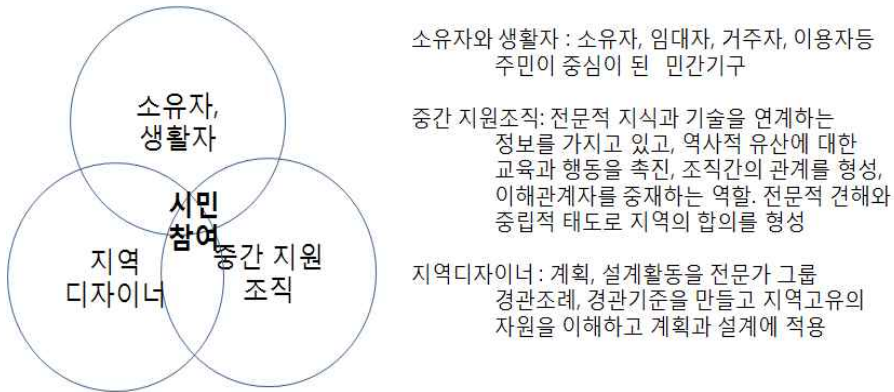 소유자,
생활자
시민
참여
지역
디자이너
중간 지원
조직
소유자와 생활자 : 소유자, 임대자, 거주자, 이용자등
주민이 중심이 된 민간기구
중간 지원조직: 전문적 지식과 기술을 연계하는
정보를 가지고 있고, 역사적 유산에 대한
교육과 행동을 촉진, 조직간의 관계를 형성,
이해관계자를 중재하는 역할. 전문적 견해와
중립적 태도로 지역의 합의를 형성
지역디자이너 : 계획, 설계활동을 전문가 그룹
경관조례, 경관기준을 만들고 지역고유의
자원을 이해하고 계획과 설계에 적용